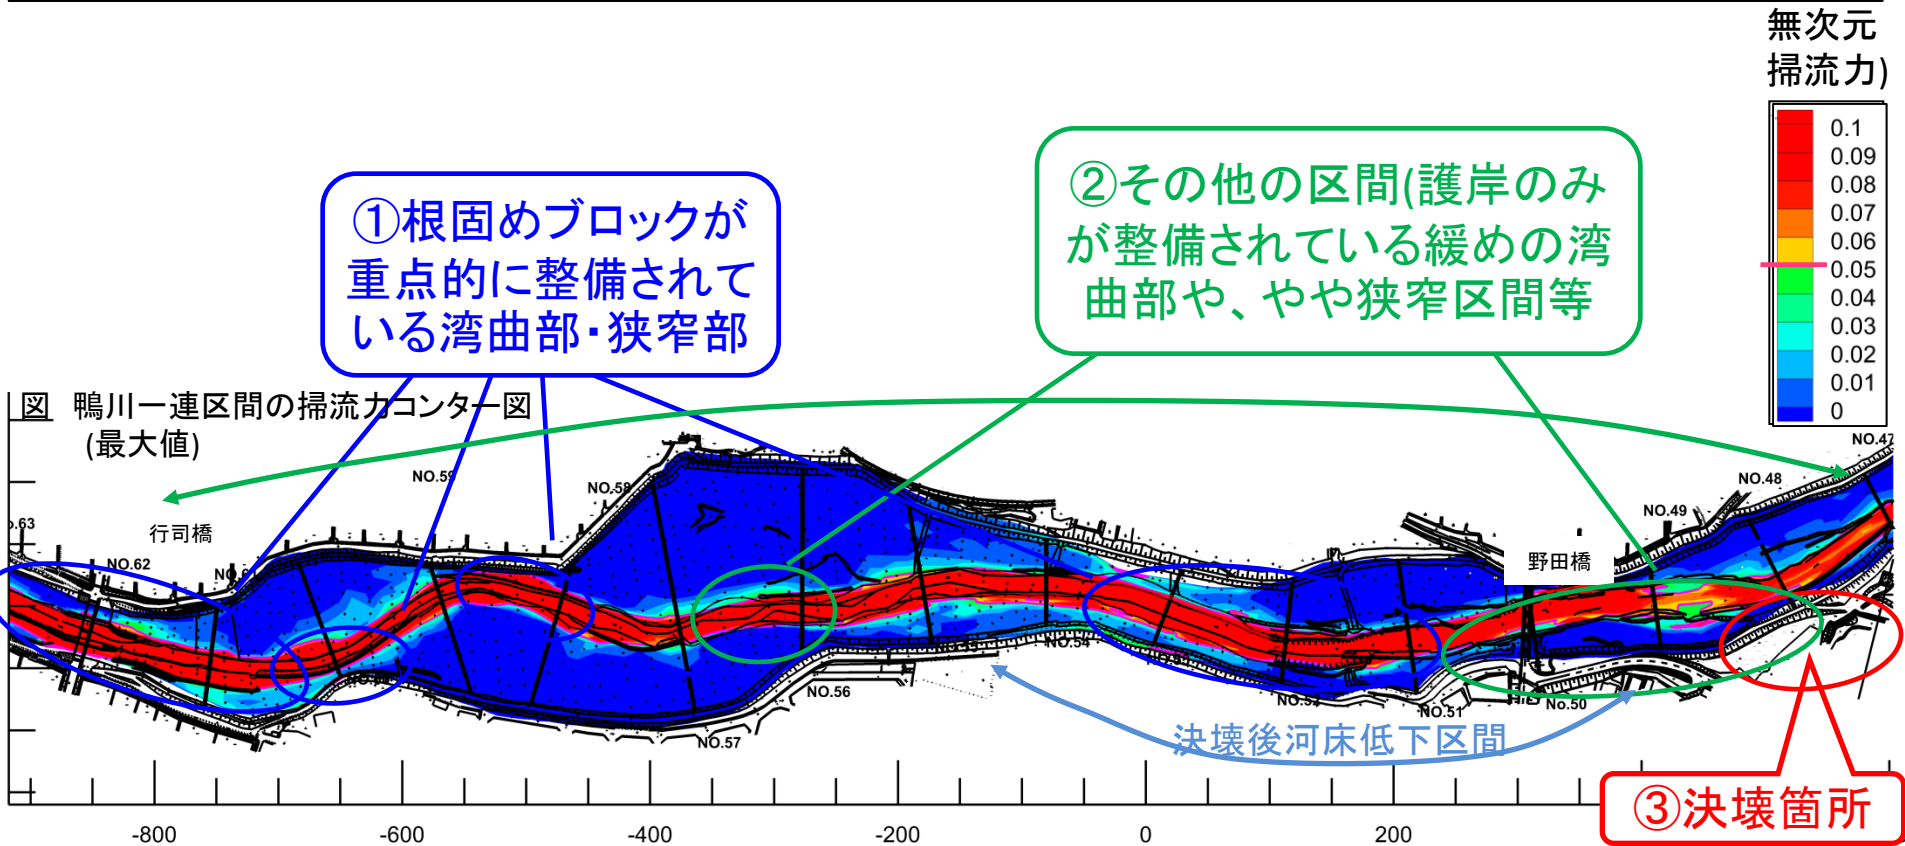 無次元
掃流力)
0.1
0.09
0.08
0.07
0.06
0.05
0.04
0.03
0.02
0.01
0
①根固めブロックが
重点的に整備されて
いる湾曲部・狭窄部
②その他の区間(護岸のみ
が整備されている緩めの湾
曲部や、やや狭窄区間等
図 鴨川一連区間の掃流力コンター図
(最大値)
NO.47
NO.48
NO.49
NO.59
NO.58
行司橋
NO.62
野田橋
NO.54
NO.56
NO.57
NO.51
No.50
決壊後河床低下区間
③決壊箇所
-800
-600
-400
-200
0
200